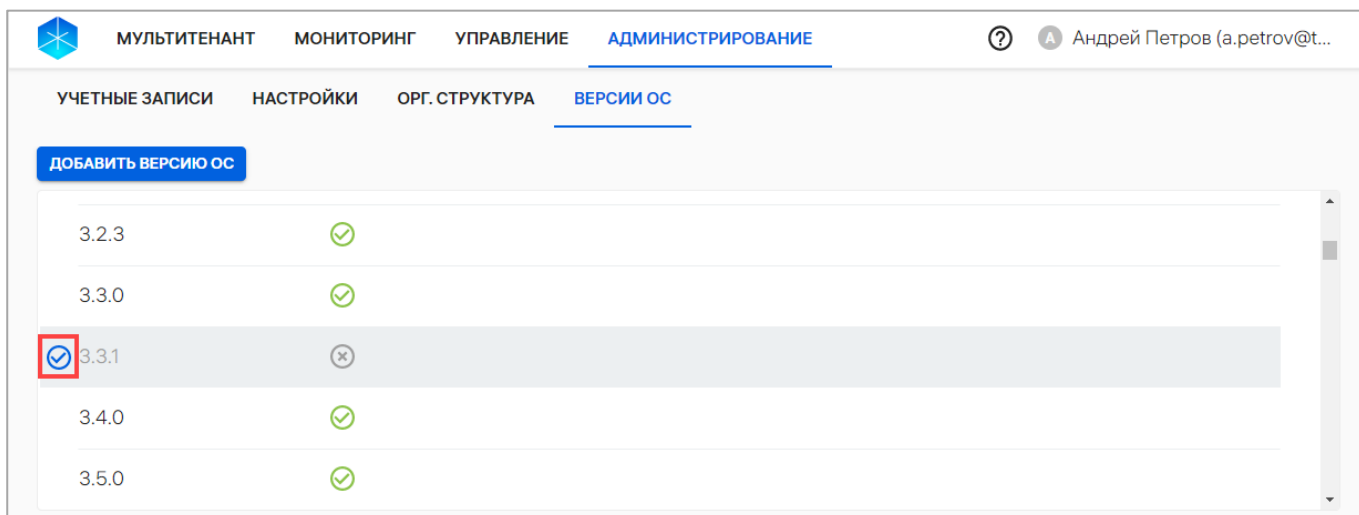 МУЛЬТИТЕНАНТ МОНИТОРИНГ УПРАВЛЕНИЕ АДМИНИСТРИРОВАНИЕ ? A Андрей Петров (a.petrov@t...
УЧЕТНЫЕ ЗАПИСИ НАСТРОЙКИ ОРГ. СТРУКТУРА ВЕРСИИ ОС
ДОБАВИТЬ ВЕРСИЮ ОС
3.2.3
3.3.0
3.3.1
3.4.0
3.5.0